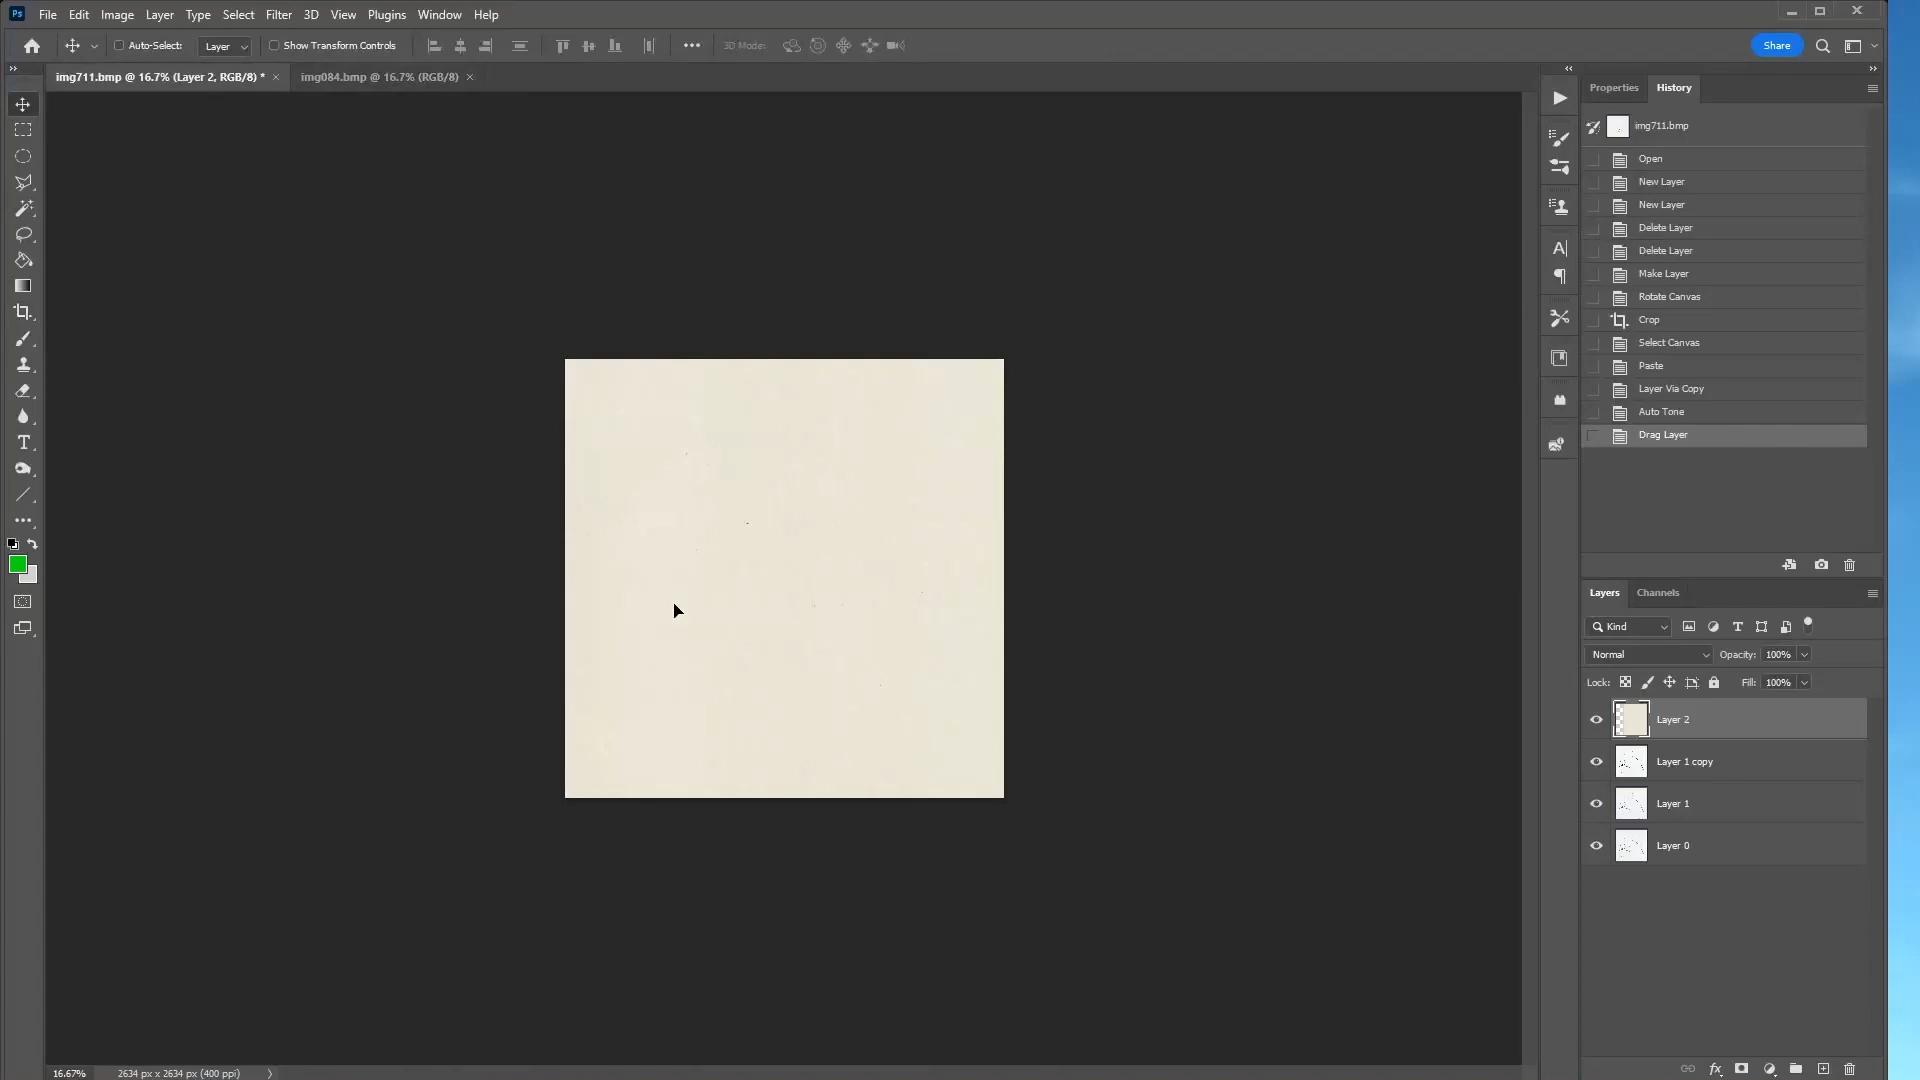 Ps File Edit Image Layer Type Select Filter 3D View Plugins Window Help
Auto-Select: Layer Show Transform Controls 3D Mode: Share
img711.bmp @ 16.7% (Layer 2, RGB/8) * img084.bmp @ 16.7% (RGB/8)
Properties History
img711.bmp
Open
New Layer
New Layer
Delete Layer
Delete Layer
Make Layer
Rotate Canvas
Crop
Select Canvas
Paste
Layer Via Copy
Auto Tone
Drag Layer
Layers Channels
Kind
Normal Opacity: 100%
Lock: Fill: 100%
Layer 2
Layer 1 copy
Layer 1
Layer 0
fx
16.67% 2634 px x 2634 px (400 ppi)